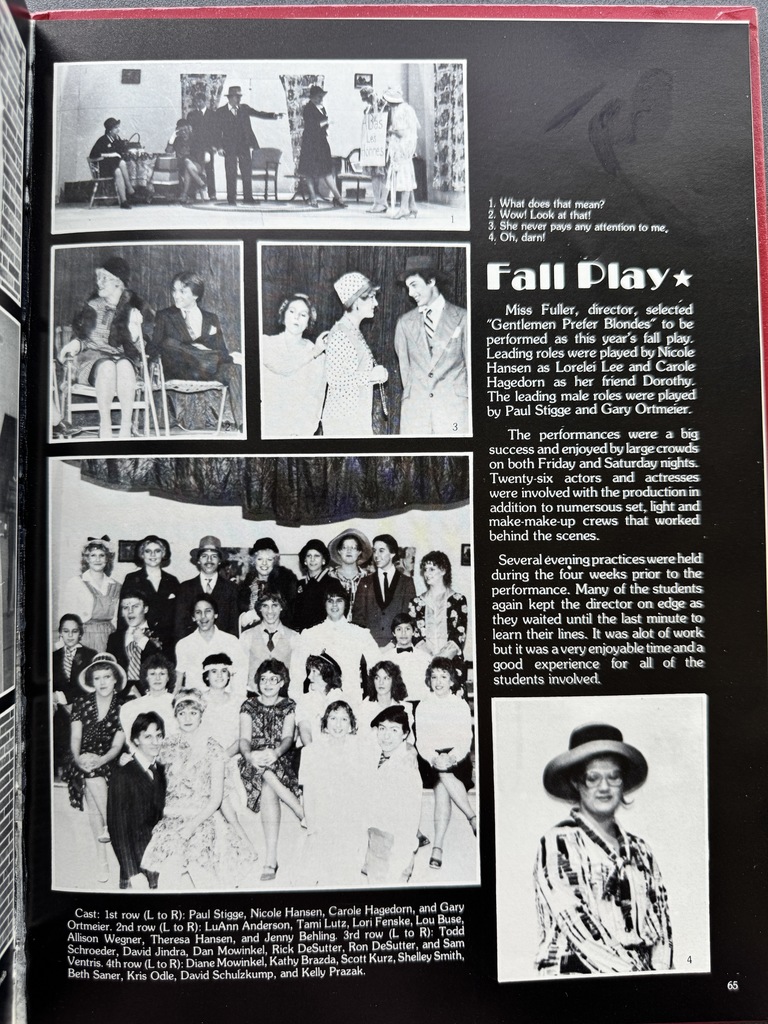 Miss
Les
Hommes
1
1. What does that mean?
2. Wow! Look at that!
3. She never pays any attention to me.
4. Oh, darn!
Fall Play
Miss Fuller, director, selected
"Gentlemen Prefer Blondes" to be
performed as this year's fall play.
Leading roles were played by Nicole
Hansen as Lorelei Lee and Carole
Hagedorn as her friend Dorothy.
The leading male roles were played
by Paul Stigge and Gary Ortmeier.
3
The performances were a big
success and enjoyed by large crowds
on both Friday and Saturday nights.
Twenty-six actors and actresses
were involved with the production in
addition to numersous set, light and
make-make-up crews that worked
behind the scenes.
Several evening practices were held
during the four weeks prior to the
performance. Many of the students
again kept the director on edge as
they waited until the last minute to
learn their lines. It was alot of work
but it was a very enjoyable time and a
good experience for all of the
students involved.
Cast: 1st row (L to R): Paul Stigge, Nicole Hansen, Carole Hagedorn, and Gary
Ortmeier. 2nd row (L to R): LuAnn Anderson, Tami Lutz, Lori Fenske, Lou Buse,
Allison Wegner, Theresa Hansen, and Jenny Behling. 3rd row (L to R): Todd
Schroeder, David Jindra, Dan Mowinkel, Rick DeSutter, Ron DeSutter, and Sam
Ventris. 4th row (L to R): Diane Mowinkel, Kathy Brazda, Scott Kurz, Shelley Smith,
Beth Saner, Kris Odle, David Schulzkump, and Kelly Prazak.
4
65